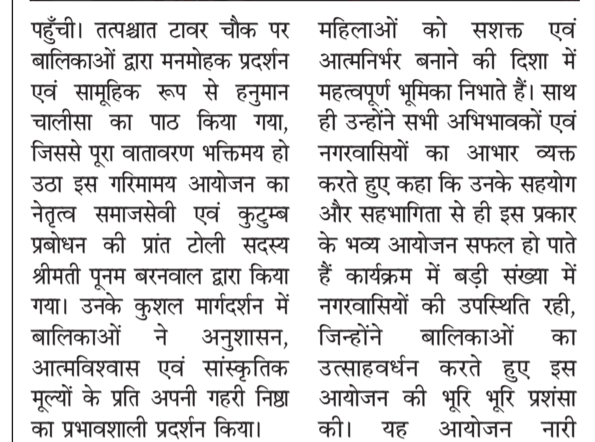 पहुँची। तत्पश्चात टावर चौक पर
बालिकाओं द्वारा मनमोहक प्रदर्शन
एवं सामूहिक रूप से हनुमान
चालीसा का पाठ किया गया,
जिससे पूरा वातावरण भक्तिमय हो
उठा इस गरिमामय आयोजन का
नेतृत्व समाजसेवी एवं कुटुम्ब
प्रबोधन की प्रांत टोली सदस्य
श्रीमती पूनम बरनवाल द्वारा किया
गया। उनके कुशल मार्गदर्शन में
बालिकाओं ने अनुशासन,
आत्मविश्वास एवं सांस्कृतिक
मूल्यों के प्रति अपनी गहरी निष्ठा
का प्रभावशाली प्रदर्शन किया।
महिलाओं को सशक्त एवं
आत्मनिर्भर बनाने की दिशा में
महत्वपूर्ण भूमिका निभाते हैं। साथ
ही उन्होंने सभी अभिभावकों एवं
नगरवासियों का आभार व्यक्त
करते हुए कहा कि उनके सहयोग
और सहभागिता से ही इस प्रकार
के भव्य आयोजन सफल हो पाते
हैं कार्यक्रम में बड़ी संख्या में
नगरवासियों की उपस्थिति रही,
जिन्होंने बालिकाओं का
उत्साहवर्धन करते हुए इस
आयोजन की भूरि भूरि प्रशंसा
की। यह आयोजन नारी